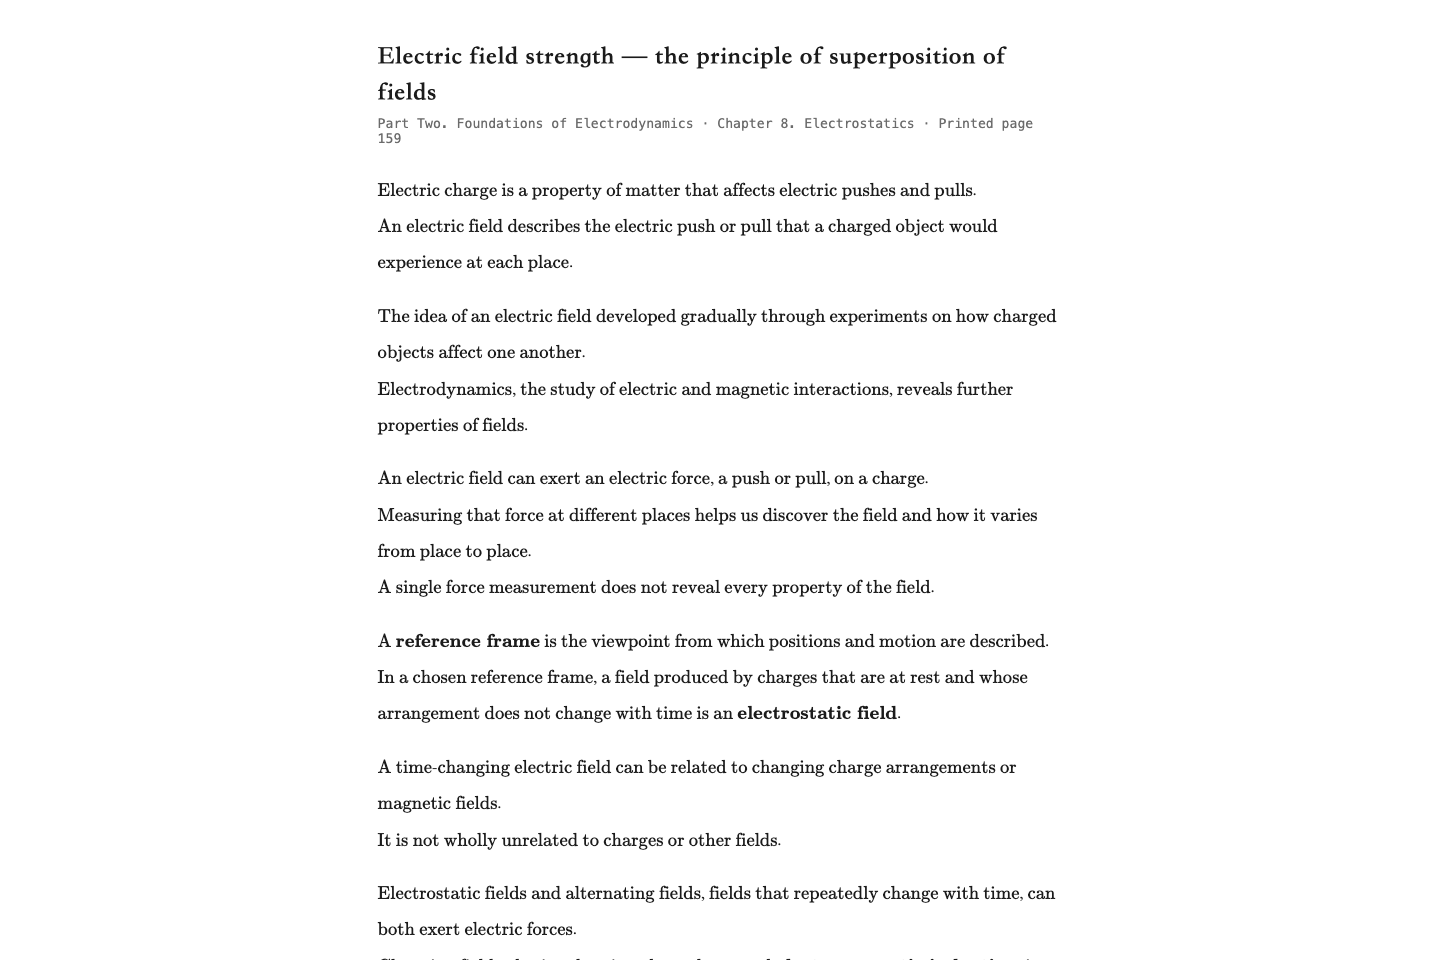 Electric field strength — the principle of superposition of
fields
Part Two. Foundations of Electrodynamics · Chapter 8. Electrostatics · Printed page
159
Electric charge is a property of matter that affects electric pushes and pulls.
An electric field describes the electric push or pull that a charged object would
experience at each place.
The idea of an electric field developed gradually through experiments on how charged
objects affect one another.
Electrodynamics, the study of electric and magnetic interactions, reveals further
properties of fields.
An electric field can exert an electric force, a push or pull, on a charge.
Measuring that force at different places helps us discover the field and how it varies
from place to place.
A single force measurement does not reveal every property of the field.
A reference frame is the viewpoint from which positions and motion are described.
In a chosen reference frame, a field produced by charges that are at rest and whose
arrangement does not change with time is an electrostatic field.
A time-changing electric field can be related to changing charge arrangements or
magnetic fields.
It is not wholly unrelated to charges or other fields.
Electrostatic fields and alternating fields, fields that repeatedly change with time, can
both exert electric forces.